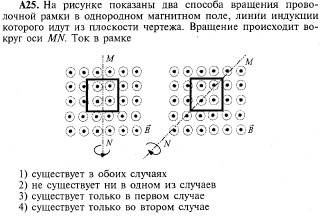 А25. На рисунке показаны два способа вращения прово-
лочной рамки в однородном магнитном поле, линии индукции
которого идут из плоскости чертежа. Вращение происходит во-
круг оси MN. Ток в рамке
M
M
B
B
N
N
1) существует в обоих случаях
2) не существует ни в одном из случаев
3) существует только в первом случае
4) существует только во втором случае